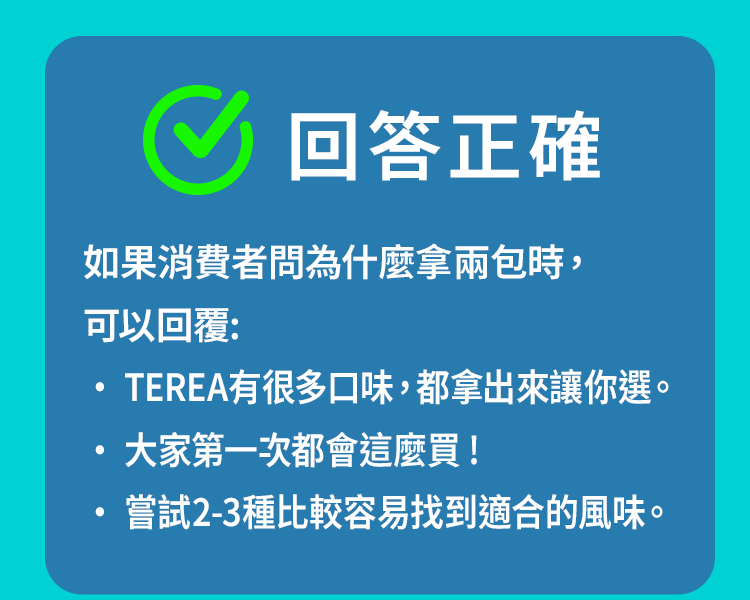 回答正確
如果消費者問為什麼拿兩包時，
可以回覆:
• TEREA有很多口味，都拿出來讓你選。
• 大家第一次都會這麼買！
• 嘗試2-3種比較容易找到適合的風味。